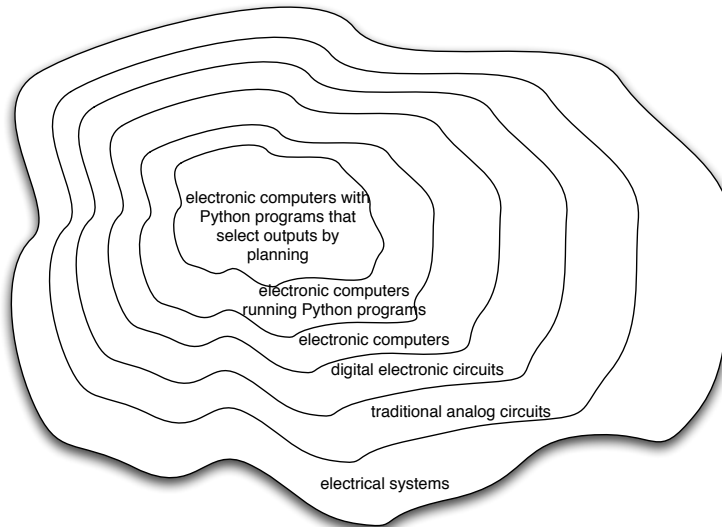 electronic computers with
Python programs that
select outputs by
planning
electronic computers
running Python programs
electronic computers
digital electronic circuits
traditional analog circuits
electrical systems